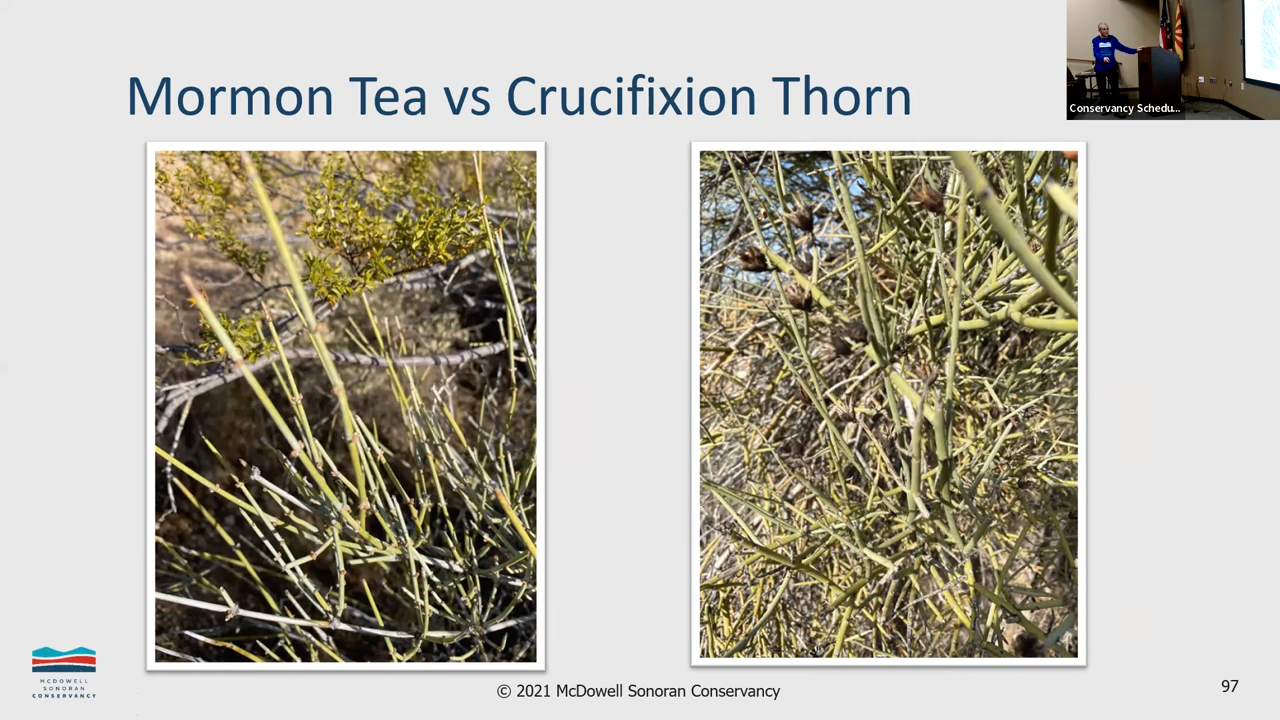 Mormon Tea vs Crucifixion Thorn
Conservancy Schedu...
MCDOWELL
SONORAN
CONSERVANCY
© 2021 McDowell Sonoran Conservancy
97